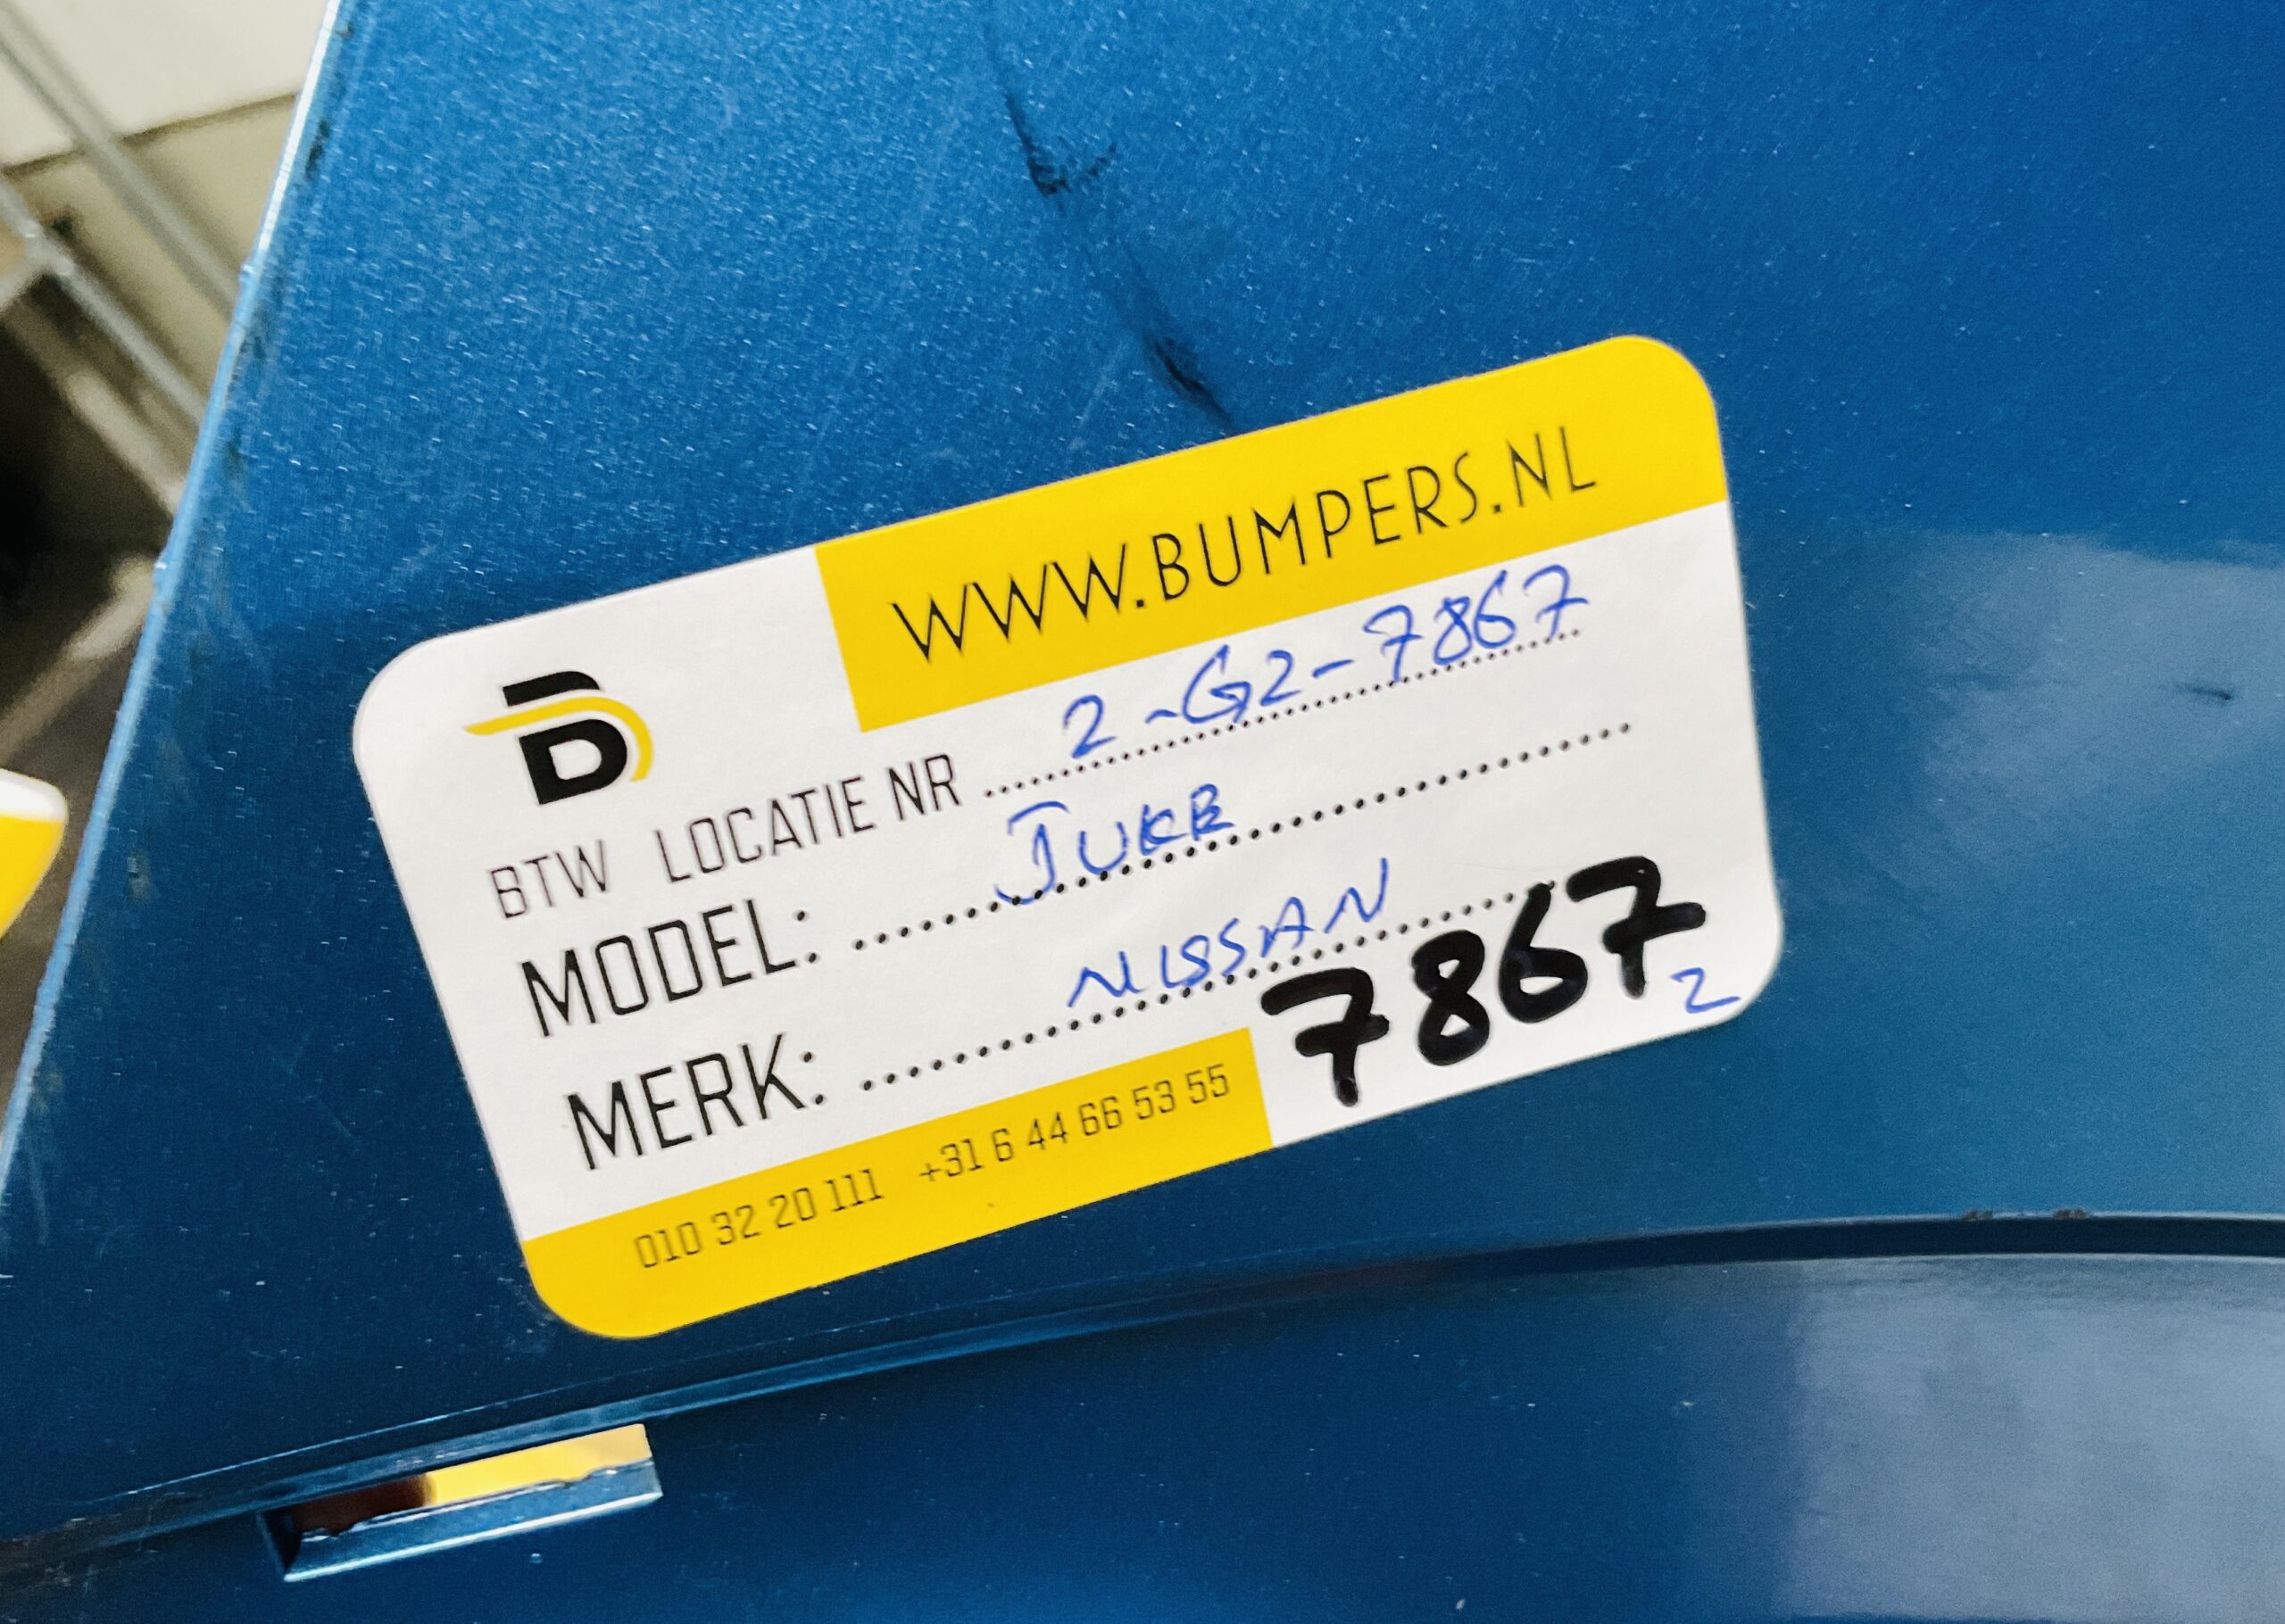 WWW.BUMPERS.NL
B
BTW LOCATIE NR 2-G2-7867
MODEL: JUKE
MERK: NISSAN
7867
2
010 32 20 111 +31 6 44 66 53 55